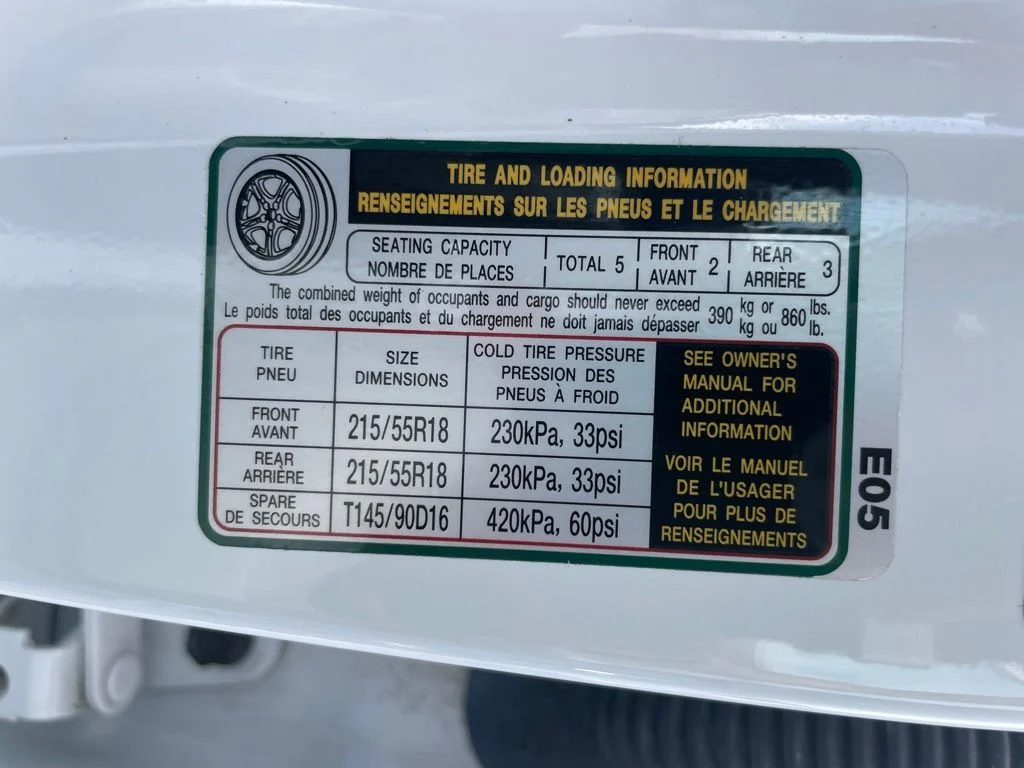 TIRE AND LOADING INFORMATION
RENSEIGNEMENTS SUR LES PNEUS ET LE CHARGEMENT
SEATING CAPACITY
NOMBRE DE PLACES
TOTAL 5
FRONT
AVANT
2
REAR
ARRIÈRE
3
The combined weight of occupants and cargo should never exceed 390 kg or 860 lbs.
Le poids total des occupants et du chargement ne doit jamais dépasser kg ou lb.
TIRE
PNEU
SIZE
DIMENSIONS
COLD TIRE PRESSURE
PRESSION DES
PNEUS À FROID
FRONT
AVANT
215/55R18
230kPa, 33psi
REAR
ARRIÈRE
215/55R18
230kPa, 33psi
SPARE
DE SECOURS
T145/90D16
420kPa, 60psi
SEE OWNER'S
MANUAL FOR
ADDITIONAL
INFORMATION
VOIR LE MANUEL
DE L'USAGER
POUR PLUS DE
RENSEIGNEMENTS
E05